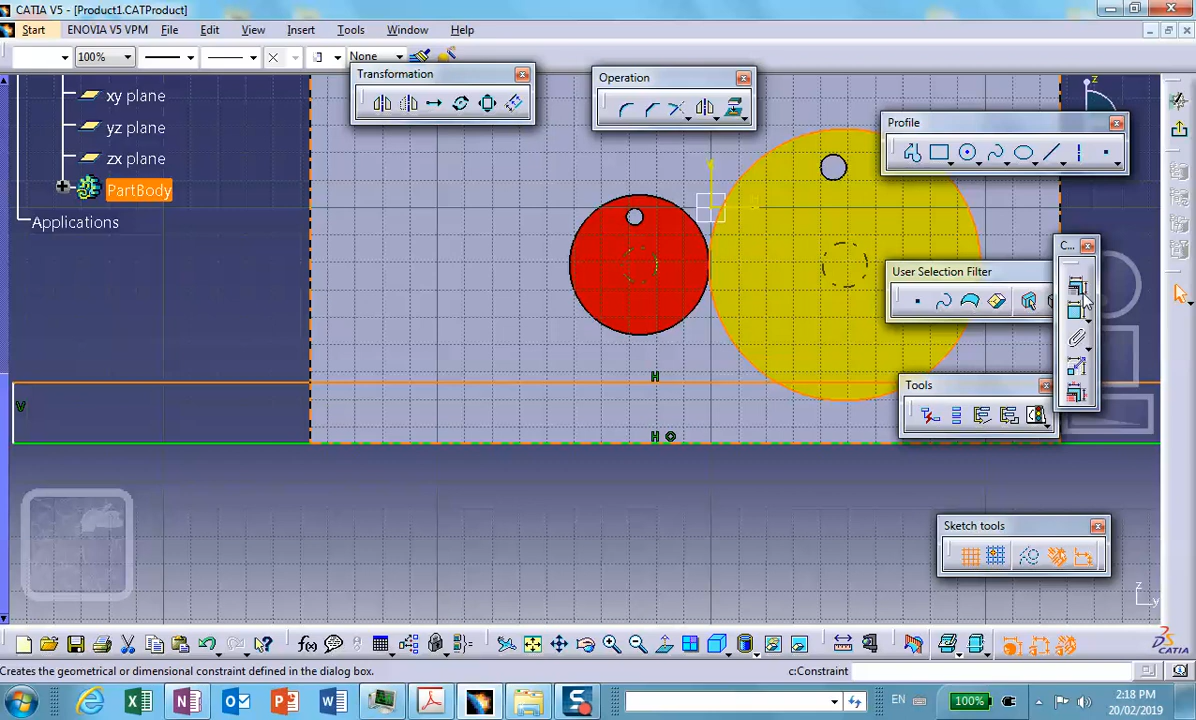 CATIA V5 - [Product1.CATProduct]
Start ENOVIA V5 VPM File Edit View Insert Tools Window Help
100% None
Transformation
Operation
Profile
xy plane
yz plane
zx plane
PartBody
Applications
z
C...
User Selection Filter
H
Tools
V
H
Sketch tools
z
y
f(x)
CATIA
Creates the geometrical or dimensional constraint defined in the dialog box.
c:Constraint
EN
100%
2:18 PM
20/02/2019